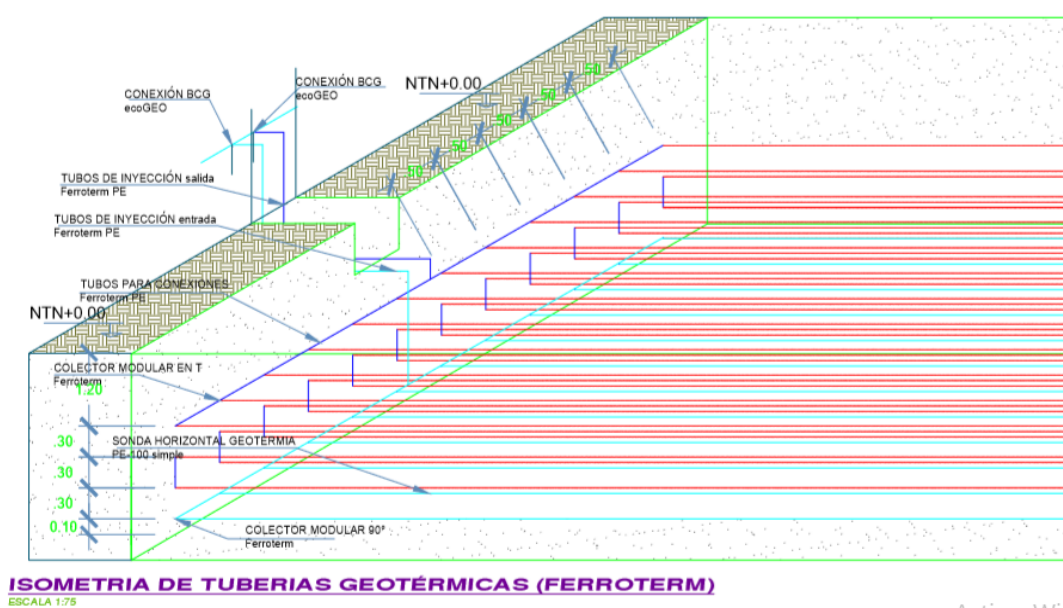 CONEXIÓN BCG
ecoGEO
CONEXIÓN BCG
ecoGEO
NTN+0.00
50
50
50
50
50
TUBOS DE INYECCIÓN salida
Ferroterm PE
TUBOS DE INYECCIÓN entrada
Ferroterm PE
TUBOS PARA CONEXIONES
Ferroterm PE
NTN+0.00
COLECTOR MODULAR EN T
Ferroterm
1.20
.30
SONDA HORIZONTAL GEOTERMIA
PE-100 simple
.30
.30
0.10
COLECTOR MODULAR 90°
Ferroterm
ISOMETRIA DE TUBERIAS GEOTÉRMICAS (FERROTERM)
ESCALA 1:75